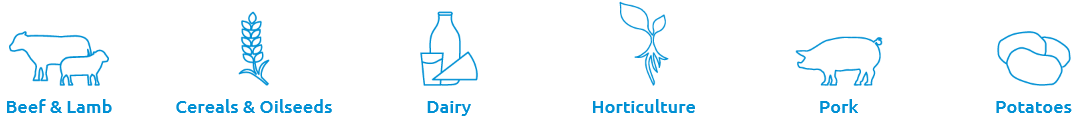 Beef & Lamb
Cereals & Oilseeds
Dairy
Horticulture
Pork
Potatoes